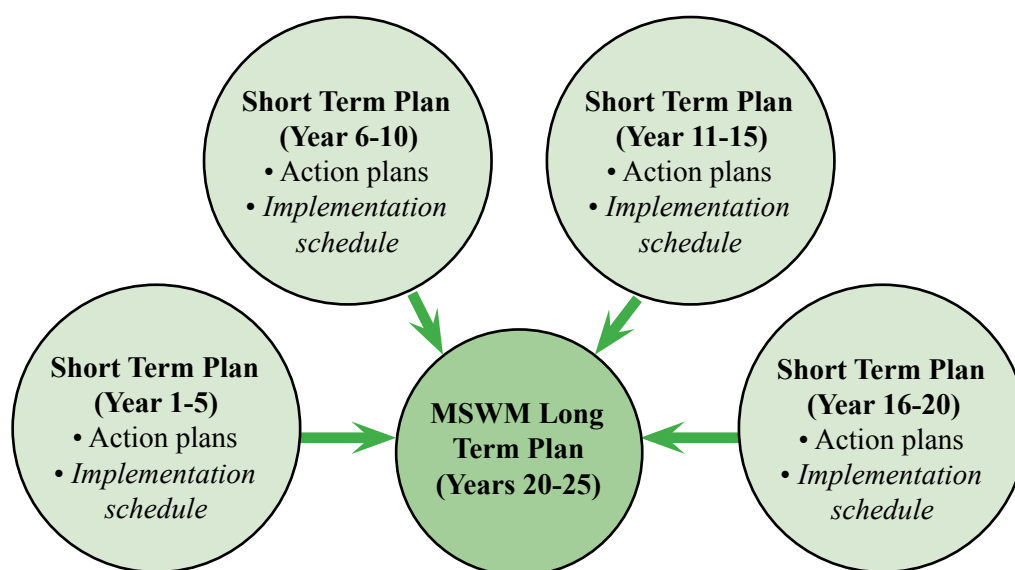 Short Term Plan
(Year 6-10)
• Action plans
• Implementation
schedule
Short Term Plan
(Year 11-15)
• Action plans
• Implementation
schedule
Short Term Plan
(Year 1-5)
• Action plans
• Implementation
schedule
MSWM Long
Term Plan
(Years 20-25)
Short Term Plan
(Year 16-20)
• Action plans
• Implementation
schedule